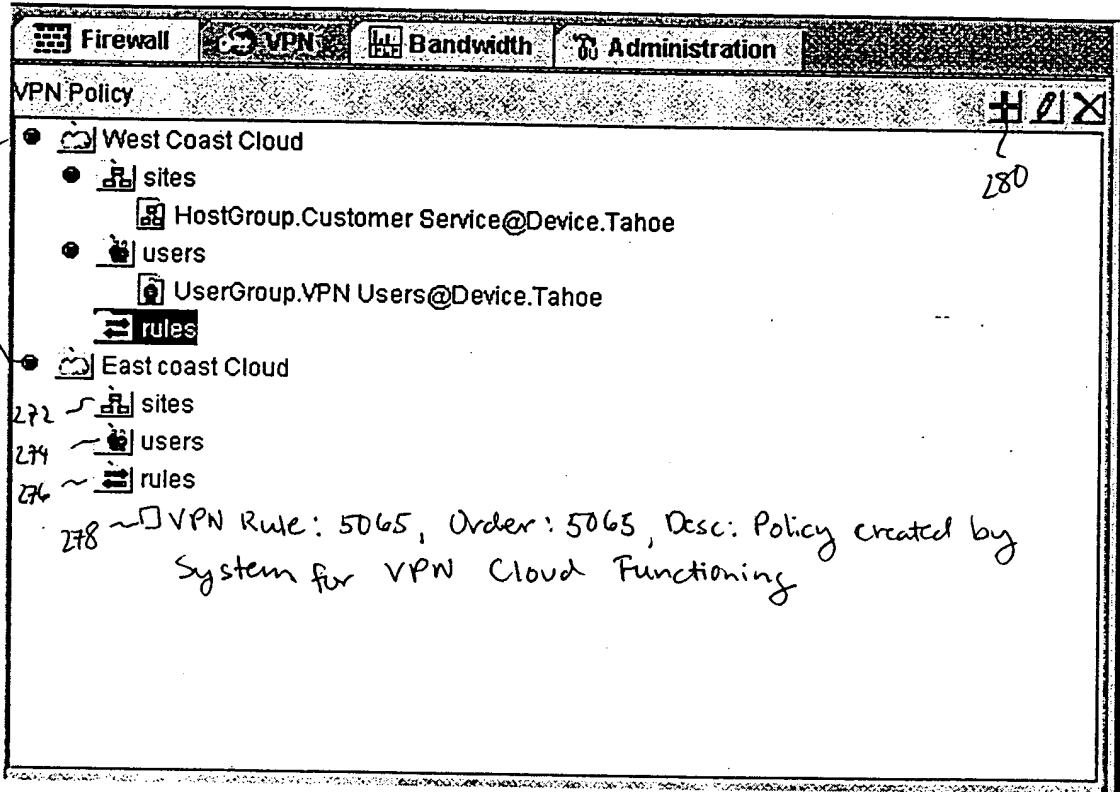 Firewall VPN Bandwidth Administration
VPN Policy
West Coast Cloud
280
sites
HostGroup.Customer Service@Device.Tahoe
users
UserGroup.VPN Users@Device.Tahoe
rules
East coast Cloud
272 sites
274 users
276 rules
278 VPN Rule: 5065, Order: 5065, Desc: Policy created by
System for VPN Cloud Functioning